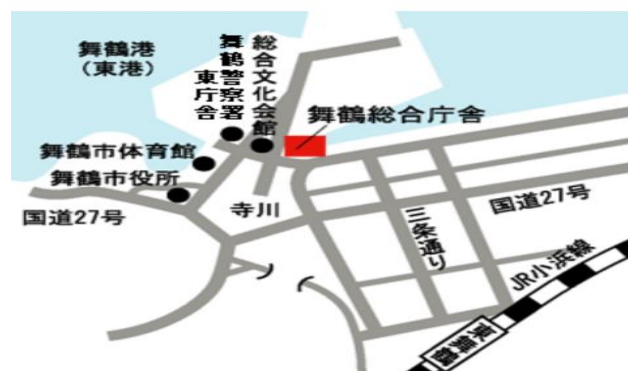 舞鶴港
（東港）
総合文化会館
舞鶴警察署
東庁舎
舞鶴総合庁舎
舞鶴市体育館
舞鶴市役所
国道27号
寺川
三条通り
国道27号
JR小浜線
東舞鶴